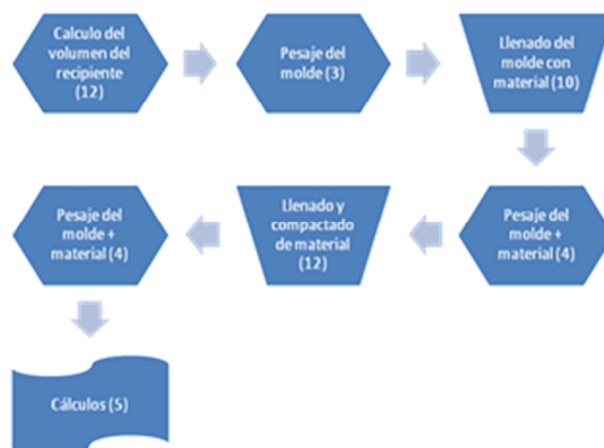 Calculo del
volumen del
recipiente
(12)
Pesaje del
molde (3)
Llenado del
molde con
material (10)
Pesaje del
molde +
material (4)
Llenado y
compactado
de material
(12)
Pesaje del
molde +
material (4)
Cálculos (5)